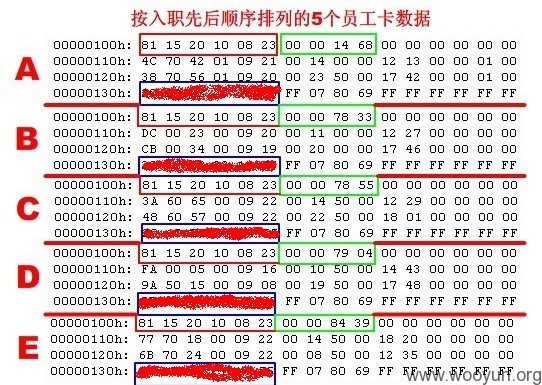 按入职先后顺序排列的5个员工卡数据
A
00000100h: 81 15 20 10 08 23 00 00 14 68 00 00 00 00 00 00
00000110h: 4C 70 42 01 09 21 00 14 00 00 12 13 00 00 01 00
00000120h: 38 70 56 01 09 20 00 23 50 00 17 42 00 00 01 00
00000130h: FF 07 80 69 FF FF FF FF FF FF
B
00000100h: 81 15 20 10 08 23 00 00 78 33 00 00 00 00 00 00
00000110h: DC 00 23 00 09 20 00 11 00 00 12 27 00 00 00 00
00000120h: CB 00 34 00 09 19 00 20 00 00 17 46 00 00 00 00
00000130h: FF 07 80 69 FF FF FF FF FF FF
C
00000100h: 81 15 20 10 08 23 00 00 78 55 00 00 00 00 00 00
00000110h: 3A 60 65 00 09 22 00 14 50 00 12 29 00 00 00 00
00000120h: 48 60 57 00 09 22 00 22 50 00 18 01 00 00 00 00
00000130h: FF 07 80 69 FF FF FF FF FF FF
D
00000100h: 81 15 20 10 08 23 00 00 79 04 00 00 00 00 00 00
00000110h: FA 00 05 00 09 16 00 15 00 00 14 43 00 00 00 00
00000120h: 9A 50 15 00 09 08 00 19 50 00 17 48 00 00 00 00
00000130h: FF 07 80 69 FF FF FF FF FF FF
E
00000100h: 81 15 20 10 08 23 00 00 84 39 00 00 00 00 00 00
00000110h: 77 70 18 00 09 22 00 14 50 00 18 20 00 00 00 00
00000120h: 6B 70 24 00 09 22 00 08 50 00 12 35 00 00 00 00
00000130h: FF 07 80 69 FF FF FF FF FF FF
www.wooyun.org